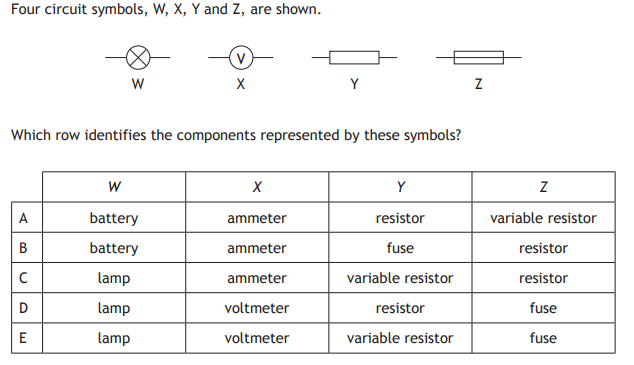 Four circuit symbols, W, X, Y and Z, are shown.
V
W X Y Z
Which row identifies the components represented by these symbols?
W X Y Z
A battery ammeter resistor variable resistor
B battery ammeter fuse resistor
C lamp ammeter variable resistor resistor
D lamp voltmeter resistor fuse
E lamp voltmeter variable resistor fuse